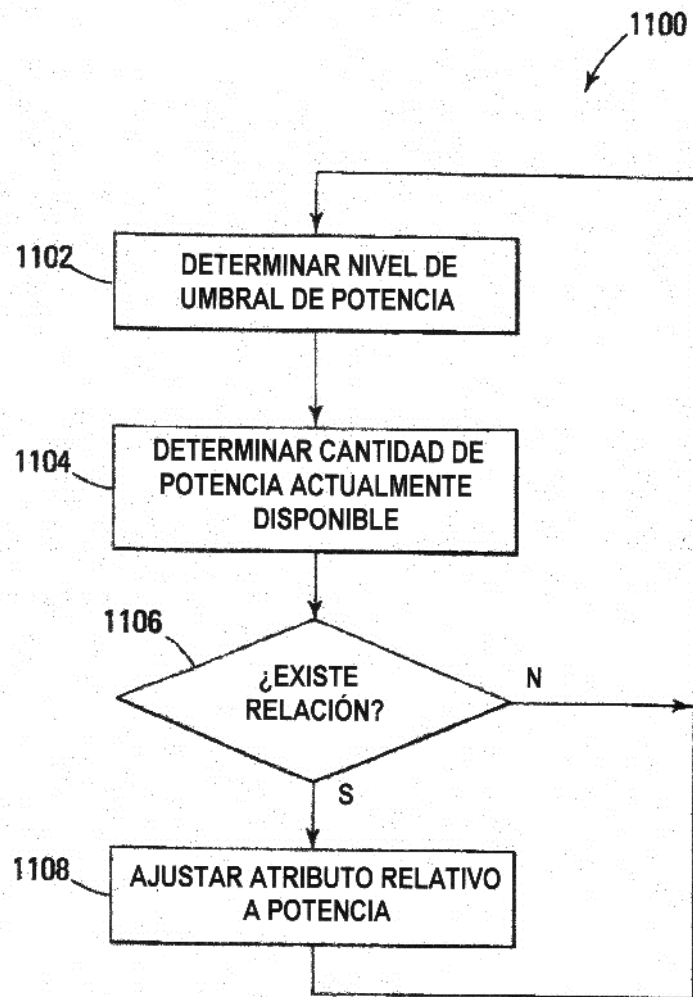 1100
1102
DETERMINAR NIVEL DE
UMBRAL DE POTENCIA
1104
DETERMINAR CANTIDAD DE
POTENCIA ACTUALMENTE
DISPONIBLE
1106
¿EXISTE
RELACIÓN?
N
S
1108
AJUSTAR ATRIBUTO RELATIVO
A POTENCIA